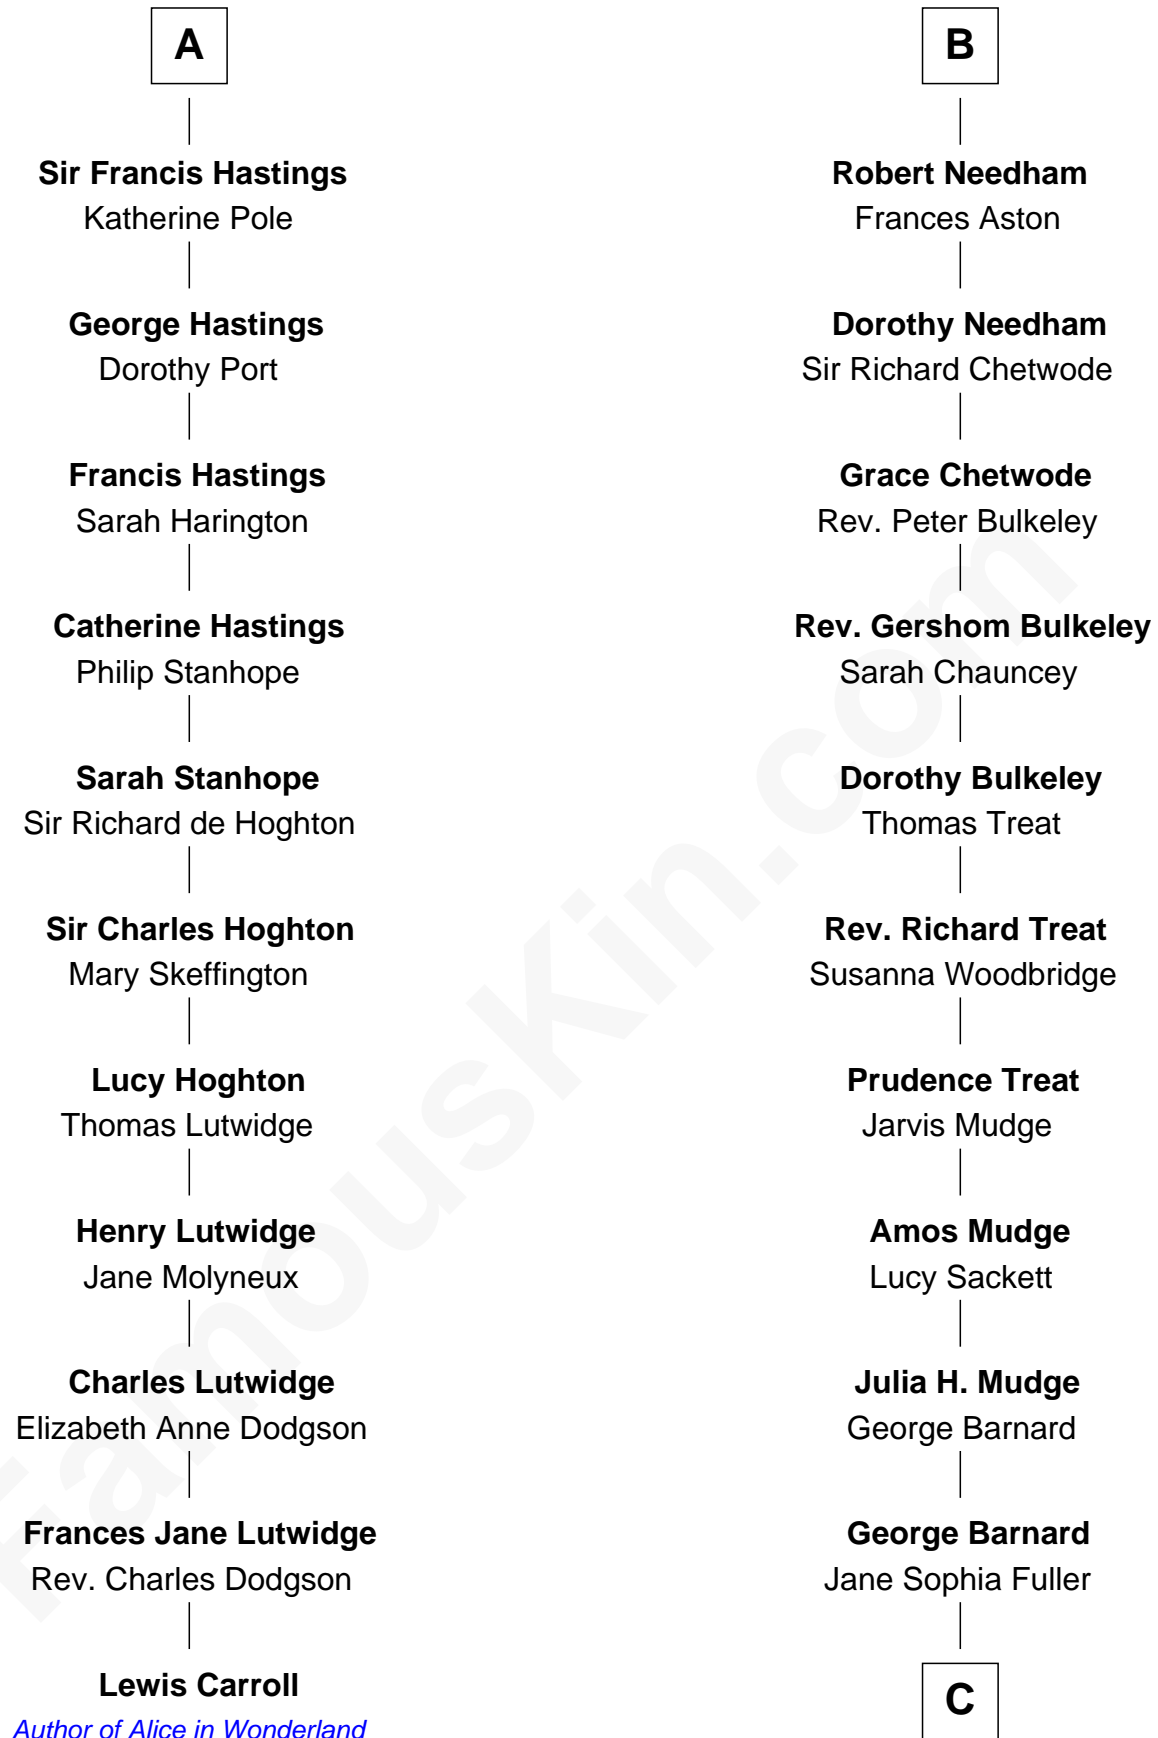 A
Sir Francis Hastings
Katherine Pole
George Hastings
Dorothy Port
Francis Hastings
Sarah Harington
Catherine Hastings
Philip Stanhope
Sarah Stanhope
Sir Richard de Hoghton
Sir Charles Hoghton
Mary Skeffington
Lucy Hoghton
Thomas Lutwidge
Henry Lutwidge
Jane Molyneux
Charles Lutwidge
Elizabeth Anne Dodgson
Frances Jane Lutwidge
Rev. Charles Dodgson
Lewis Carroll
Author of Alice in Wonderland
B
Robert Needham
Frances Aston
Dorothy Needham
Sir Richard Chetwode
Grace Chetwode
Rev. Peter Bulkeley
Rev. Gershom Bulkeley
Sarah Chauncey
Dorothy Bulkeley
Thomas Treat
Rev. Richard Treat
Susanna Woodbridge
Prudence Treat
Jarvis Mudge
Amos Mudge
Lucy Sackett
Julia H. Mudge
George Barnard
George Barnard
Jane Sophia Fuller
C
FamousKin.com